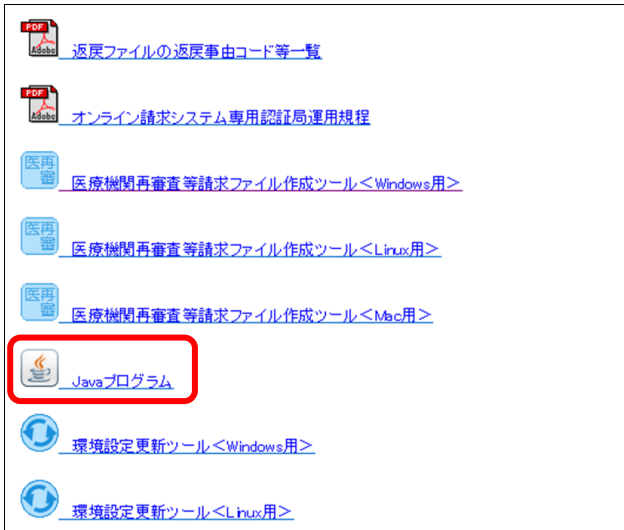 PDF
Adobe
返戻ファイルの返戻事由コード等一覧
PDF
Adobe
オンライン請求システム専用認証局運用規程
医再
審
医療機関再審査等請求ファイル作成ツール＜Windows用＞
医再
審
医療機関再審査等請求ファイル作成ツール＜Linux用＞
医再
審
医療機関再審査等請求ファイル作成ツール＜Mac用＞
Javaプログラム
環境設定更新ツール＜Windows用＞
環境設定更新ツール＜Linux用＞